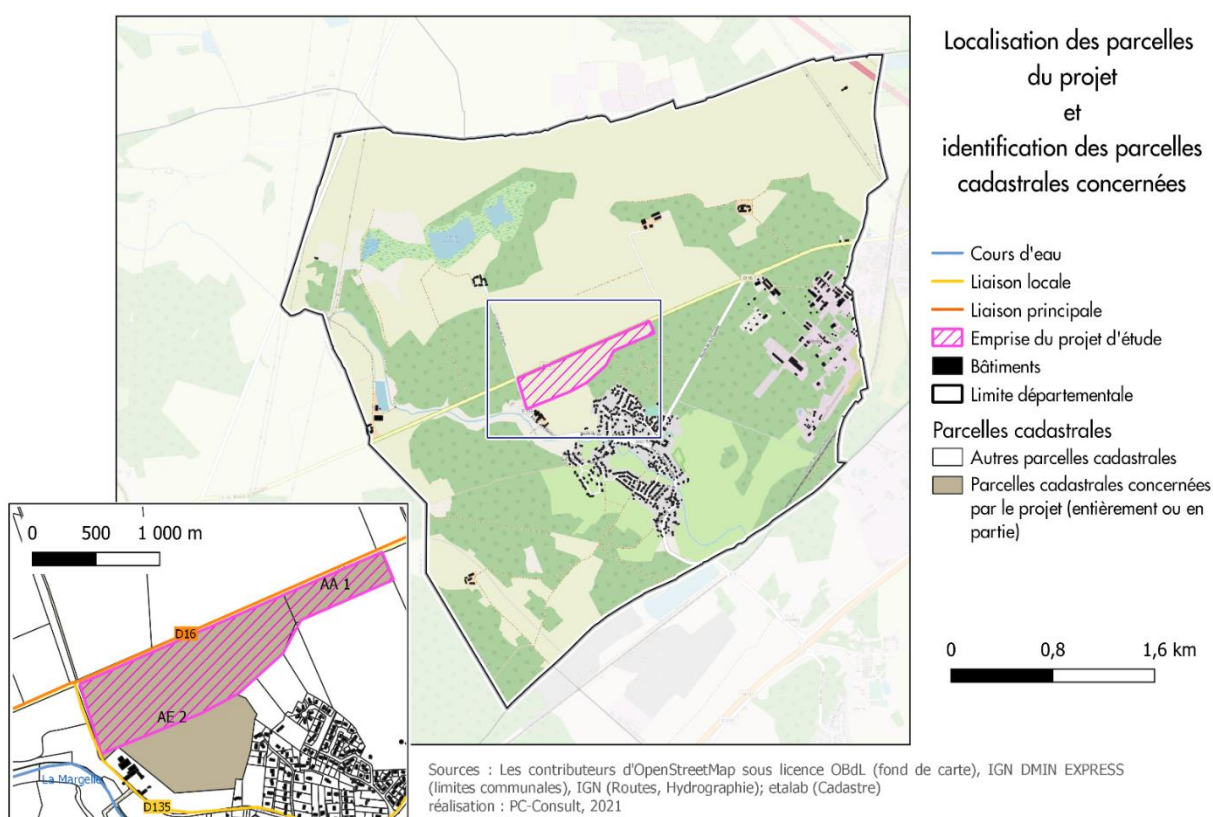 Localisation des parcelles
du projet
et
identification des parcelles
cadastrales concernées
Cours d'eau
Liaison locale
Liaison principale
Emprise du projet d'étude
Bâtiments
Limite départementale
Parcelles cadastrales
Autres parcelles cadastrales
Parcelles cadastrales concernées
par le projet (entièrement ou en
partie)
0 0,8 1,6 km
0 500 1 000 m
AA 1
D16
AE 2
La Margelle
D135
Sources : Les contributeurs d'OpenStreetMap sous licence OBdL (fond de carte), IGN DMIN EXPRESS
(limites communales), IGN (Routes, Hydrographie); etalab (Cadastre)
réalisation : PC-Consult, 2021